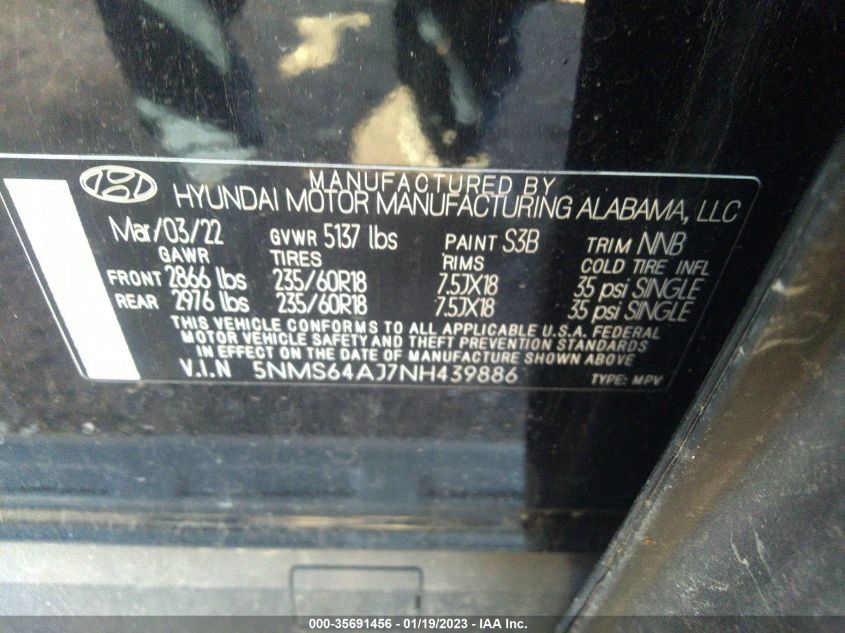 MANUFACTURED BY
HYUNDAI MOTOR MANUFACTURING ALABAMA, LLC
Mar/03/22 GVWR 5137 lbs PAINT S3B TRIM NNB
GAWR TIRES RIMS COLD TIRE INFL
FRONT 2866 lbs 235/60R18 7.5JX18 35 psi SINGLE
REAR 2976 lbs 235/60R18 7.5JX18 35 psi SINGLE
THIS VEHICLE CONFORMS TO ALL APPLICABLE U.S.A. FEDERAL
MOTOR VEHICLE SAFETY AND THEFT PREVENTION STANDARDS
IN EFFECT ON THE DATE OF MANUFACTURE SHOWN ABOVE
V.I.N 5NMS64AJ7NH439886 TYPE: MPV
000-35691456 - 01/19/2023 - IAA Inc.